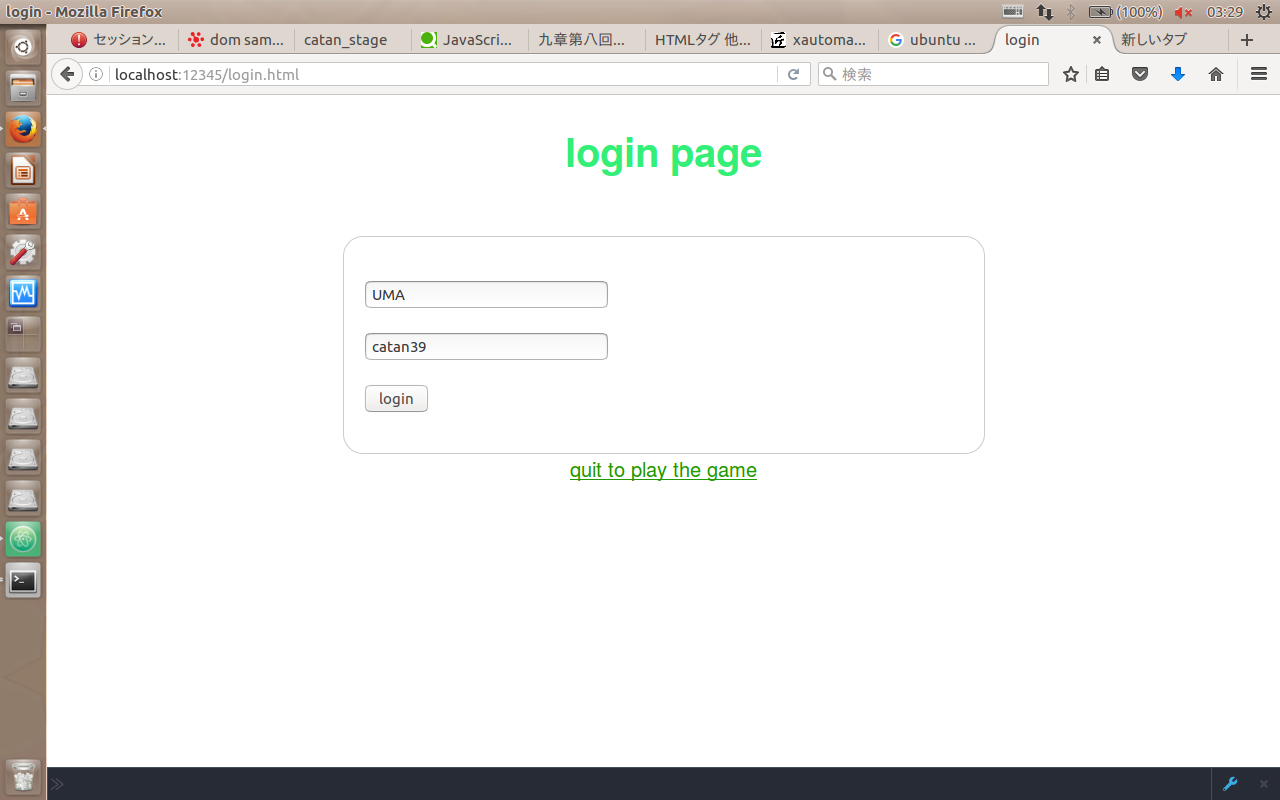 login - Mozilla Firefox
(100%) 03:29
セッション...
dom sam...
catan_stage
JavaScri...
九章第八回...
HTMLタグ 他...
xautoma...
ubuntu ...
login
新しいタブ
localhost:12345/login.html
検索
login page
UMA
catan39
login
quit to play the game